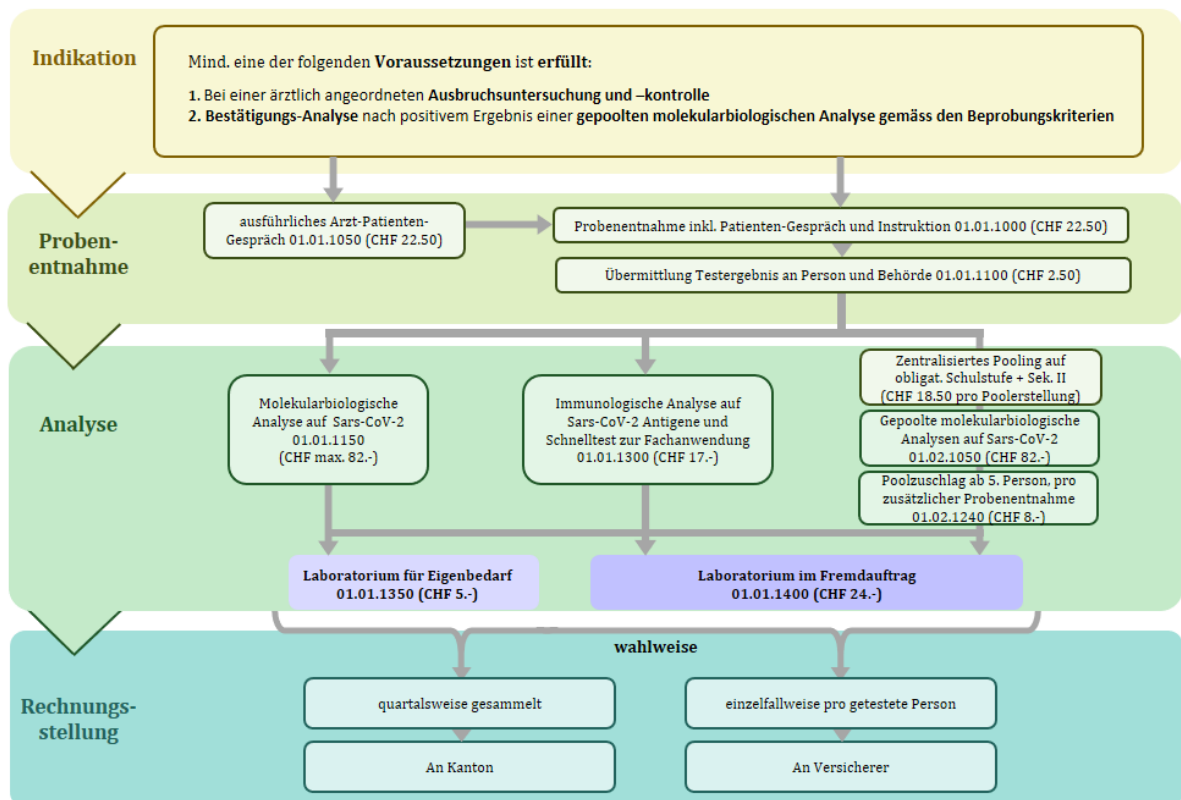 Indikation
Mind. eine der folgenden Voraussetzungen ist erfüllt:
1. Bei einer ärztlich angeordneten Ausbruchsuntersuchung und –kontrolle
2. Bestätigungs-Analyse nach positivem Ergebnis einer gepoolten molekularbiologischen Analyse gemäss den Beprobungskriterien
Proben-
entnahme
ausführliches Arzt-Patienten-
Gespräch 01.01.1050 (CHF 22.50)
Probenentnahme inkl. Patienten-Gespräch und Instruktion 01.01.1000 (CHF 22.50)
Übermittlung Testergebnis an Person und Behörde 01.01.1100 (CHF 2.50)
Analyse
Molekularbiologische
Analyse auf Sars-CoV-2
01.01.1150
(CHF max. 82.-)
Immunologische Analyse auf
Sars-CoV-2 Antigene und
Schnelltest zur Fachanwendung
01.01.1300 (CHF 17.-)
Zentralisiertes Pooling auf
obligat. Schulstufe + Sek. II
(CHF 18.50 pro Poolerstellung)
Gepoolte molekularbiologische
Analysen auf Sars-CoV-2
01.02.1050 (CHF 82.-)
Poolzuschlag ab 5. Person, pro
zusätzlicher Probenentnahme
01.02.1240 (CHF 8.-)
Laboratorium für Eigenbedarf
01.01.1350 (CHF 5.-)
Laboratorium im Fremdauftrag
01.01.1400 (CHF 24.-)
wahlweise
Rechnungs-
stellung
quartalsweise gesammelt
einzelfallweise pro getestete Person
An Kanton
An Versicherer